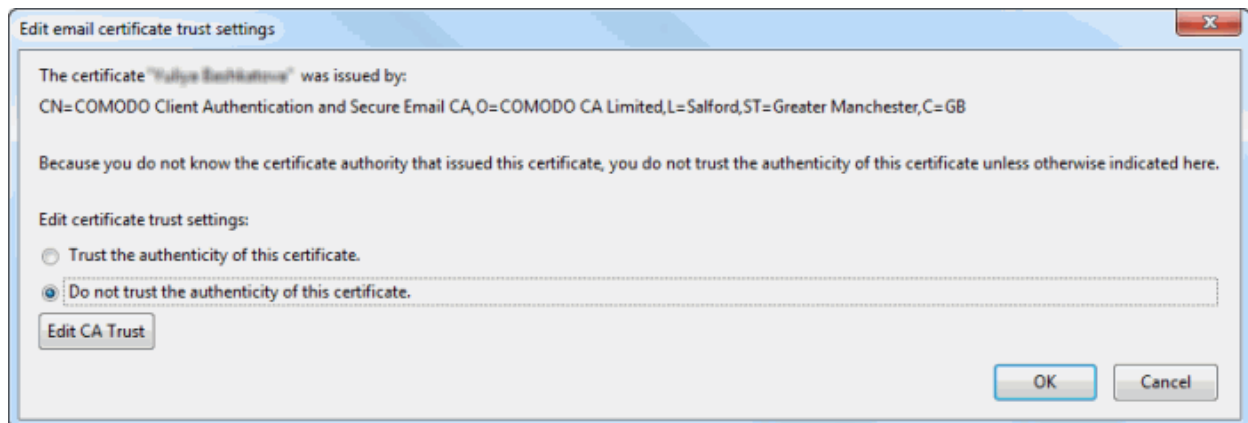 Edit email certificate trust settings
The certificate was issued by:
CN=COMODO Client Authentication and Secure Email CA,O=COMODO CA Limited,L=Salford,ST=Greater Manchester,C=GB
Because you do not know the certificate authority that issued this certificate, you do not trust the authenticity of this certificate unless otherwise indicated here.
Edit certificate trust settings:
Trust the authenticity of this certificate.
Do not trust the authenticity of this certificate.
Edit CA Trust
OK Cancel